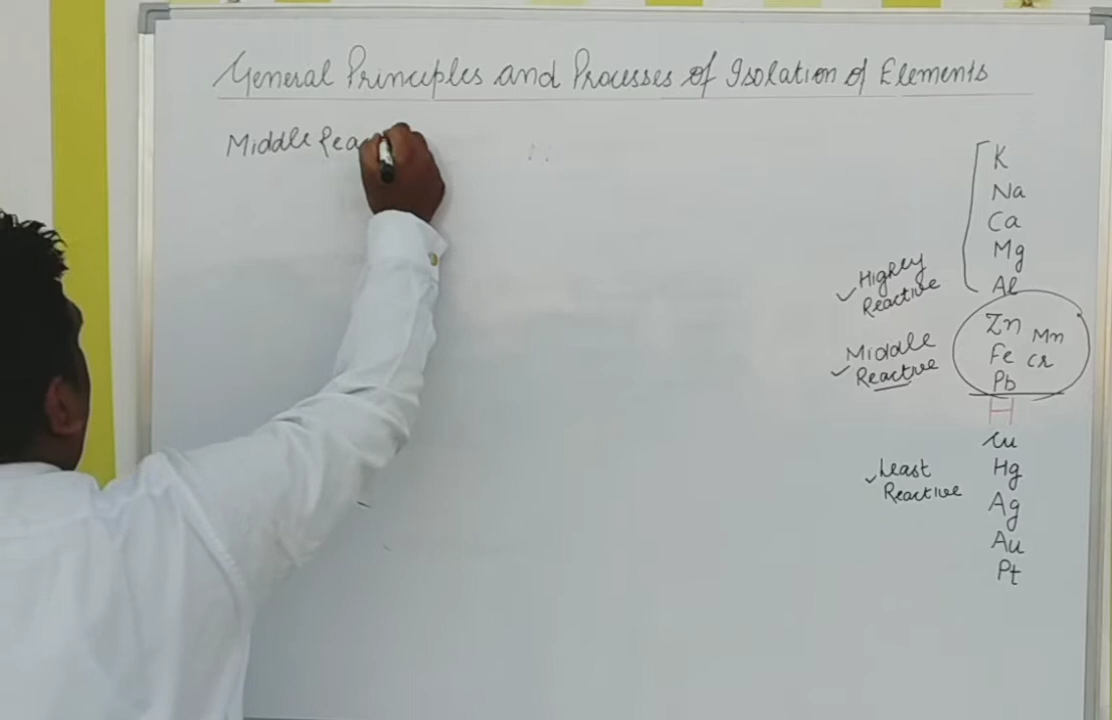 General Principles and Processes of Isolation of Elements
Middle Rea
K
Na
Ca
Mg
Al
Highly
Reactive
Zn Mn
Fe Cr
Pb
Middle
Reactive
H
Cu
Hg
Ag
Au
Pt
Least
Reactive